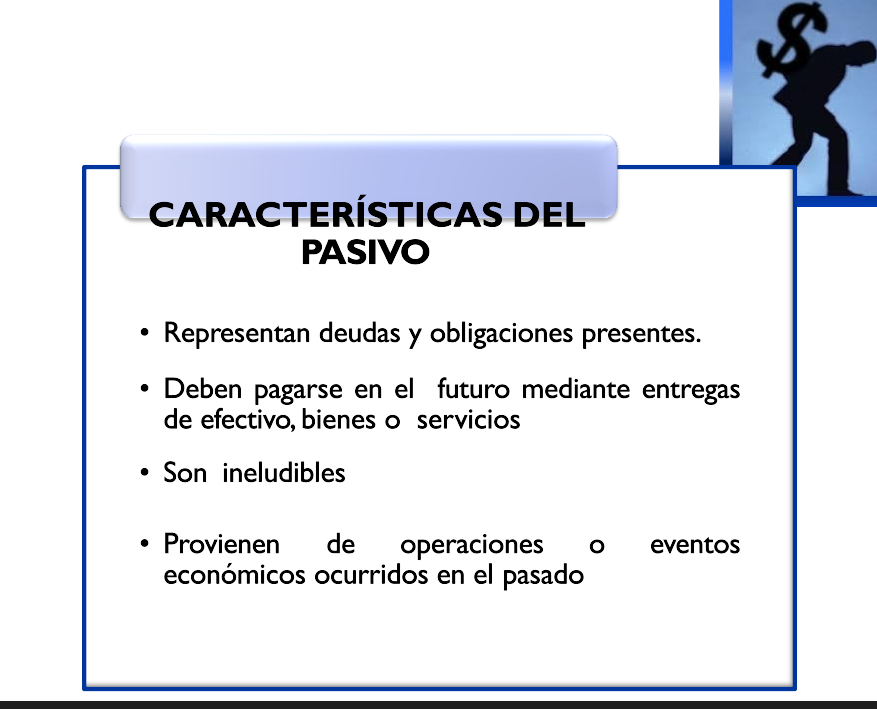 CARACTERÍSTICAS DEL
PASIVO
• Representan deudas y obligaciones presentes.
• Deben pagarse en el futuro mediante entregas
de efectivo, bienes o servicios
• Son ineludibles
• Provienen de operaciones o eventos
económicos ocurridos en el pasado